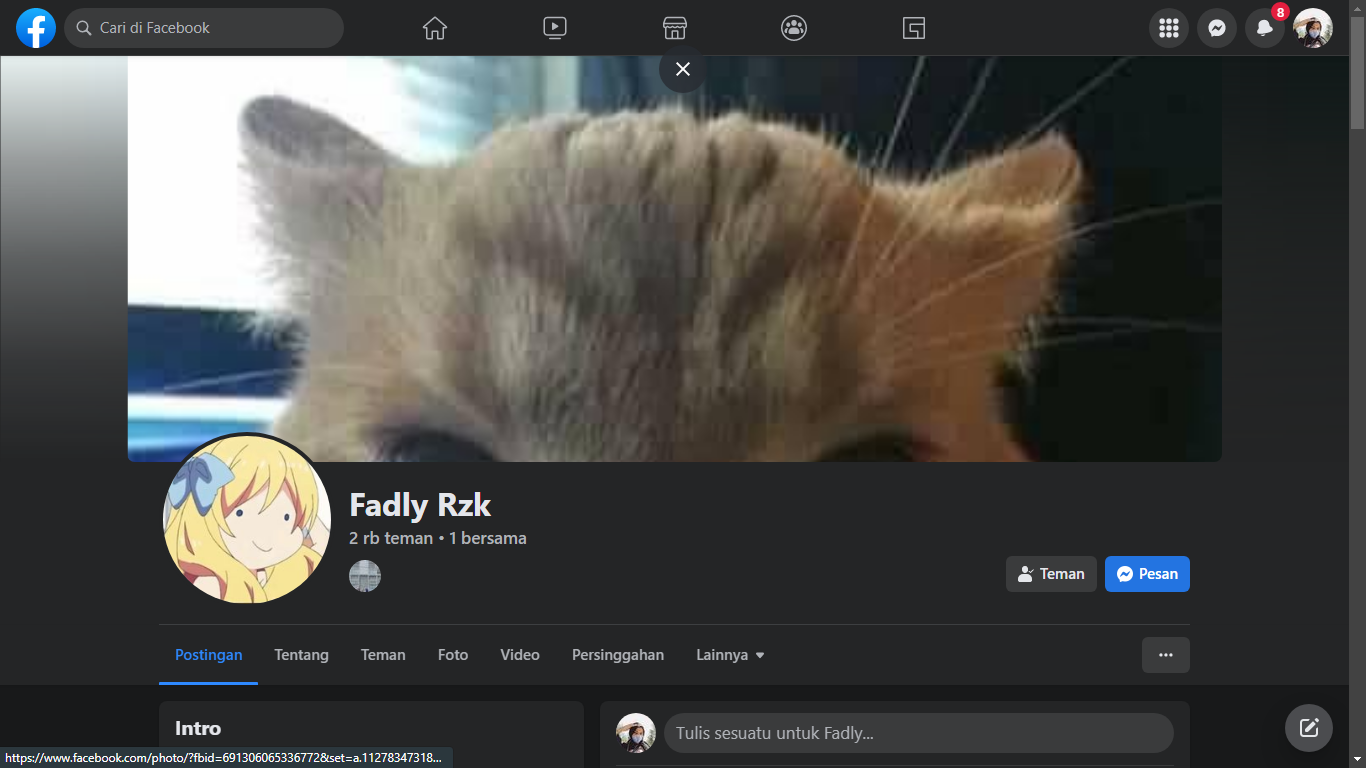 Cari di Facebook
8
Fadly Rzk
2 rb teman • 1 bersama
Teman
Pesan
Postingan
Tentang
Teman
Foto
Video
Persinggahan
Lainnya
Intro
Tulis sesuatu untuk Fadly...
https://www.facebook.com/photo/?fbid=691306065336772&set=a.11278347318...